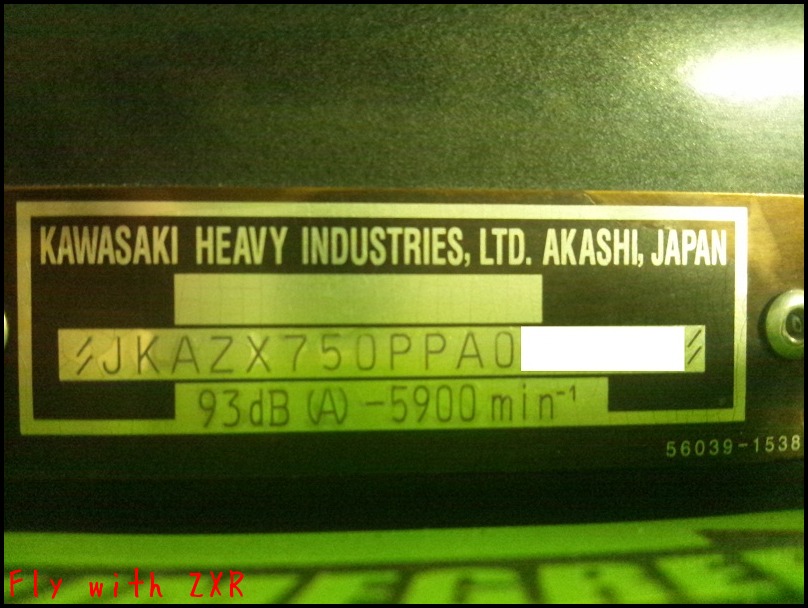 KAWASAKI HEAVY INDUSTRIES, LTD. AKASHI, JAPAN
JKAZX750PPA0
93dB (A) -5900 min⁻¹
56039-1538
Fly with ZXR